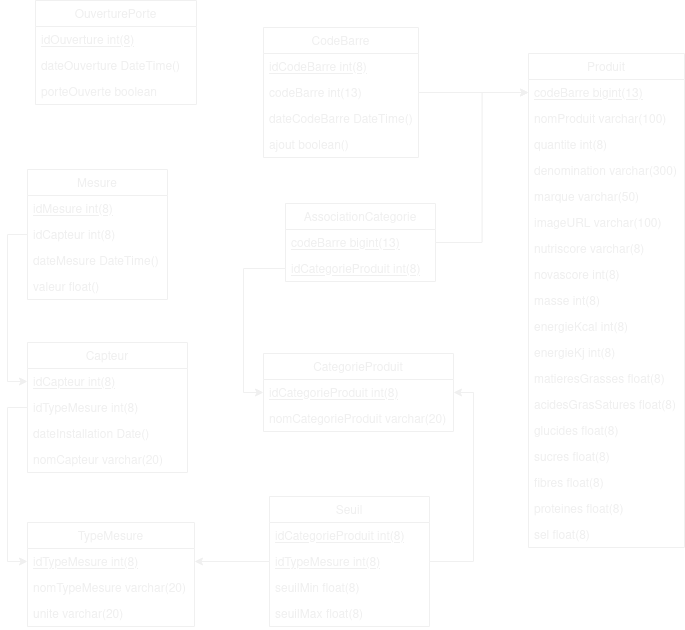 OuverturePorte
idOuverture int(8)
dateOuverture DateTime()
porteOuverte boolean
CodeBarre
idCodeBarre int(8)
codeBarre int(13)
dateCodeBarre DateTime()
ajout boolean()
Produit
codeBarre bigint(13)
nomProduit varchar(100)
quantite int(8)
denomination varchar(300)
marque varchar(50)
imageURL varchar(100)
nutriscore varchar(8)
novascore int(8)
masse int(8)
energieKcal int(8)
energieKj int(8)
matieresGrasses float(8)
acidesGrasSatures float(8)
glucides float(8)
sucres float(8)
fibres float(8)
proteines float(8)
sel float(8)
Mesure
idMesure int(8)
idCapteur int(8)
dateMesure DateTime()
valeur float()
AssociationCategorie
codeBarre bigint(13)
idCategorieProduit int(8)
Capteur
idCapteur int(8)
idTypeMesure int(8)
dateInstallation Date()
nomCapteur varchar(20)
CategorieProduit
idCategorieProduit int(8)
nomCategorieProduit varchar(20)
TypeMesure
idTypeMesure int(8)
nomTypeMesure varchar(20)
unite varchar(20)
Seuil
idCategorieProduit int(8)
idTypeMesure int(8)
seuilMin float(8)
seuilMax float(8)